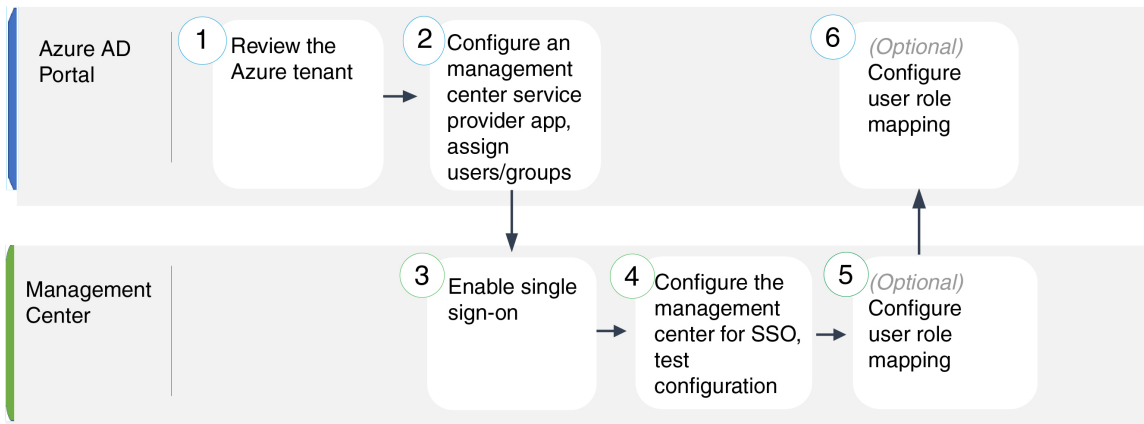 Azure AD
Portal
1
Review the
Azure tenant
2
Configure an
management
center service
provider app,
assign
users/groups
6
(Optional)
Configure
user role
mapping
Management
Center
3
Enable single
sign-on
4
Configure the
management
center for SSO,
test
configuration
5
(Optional)
Configure
user role
mapping